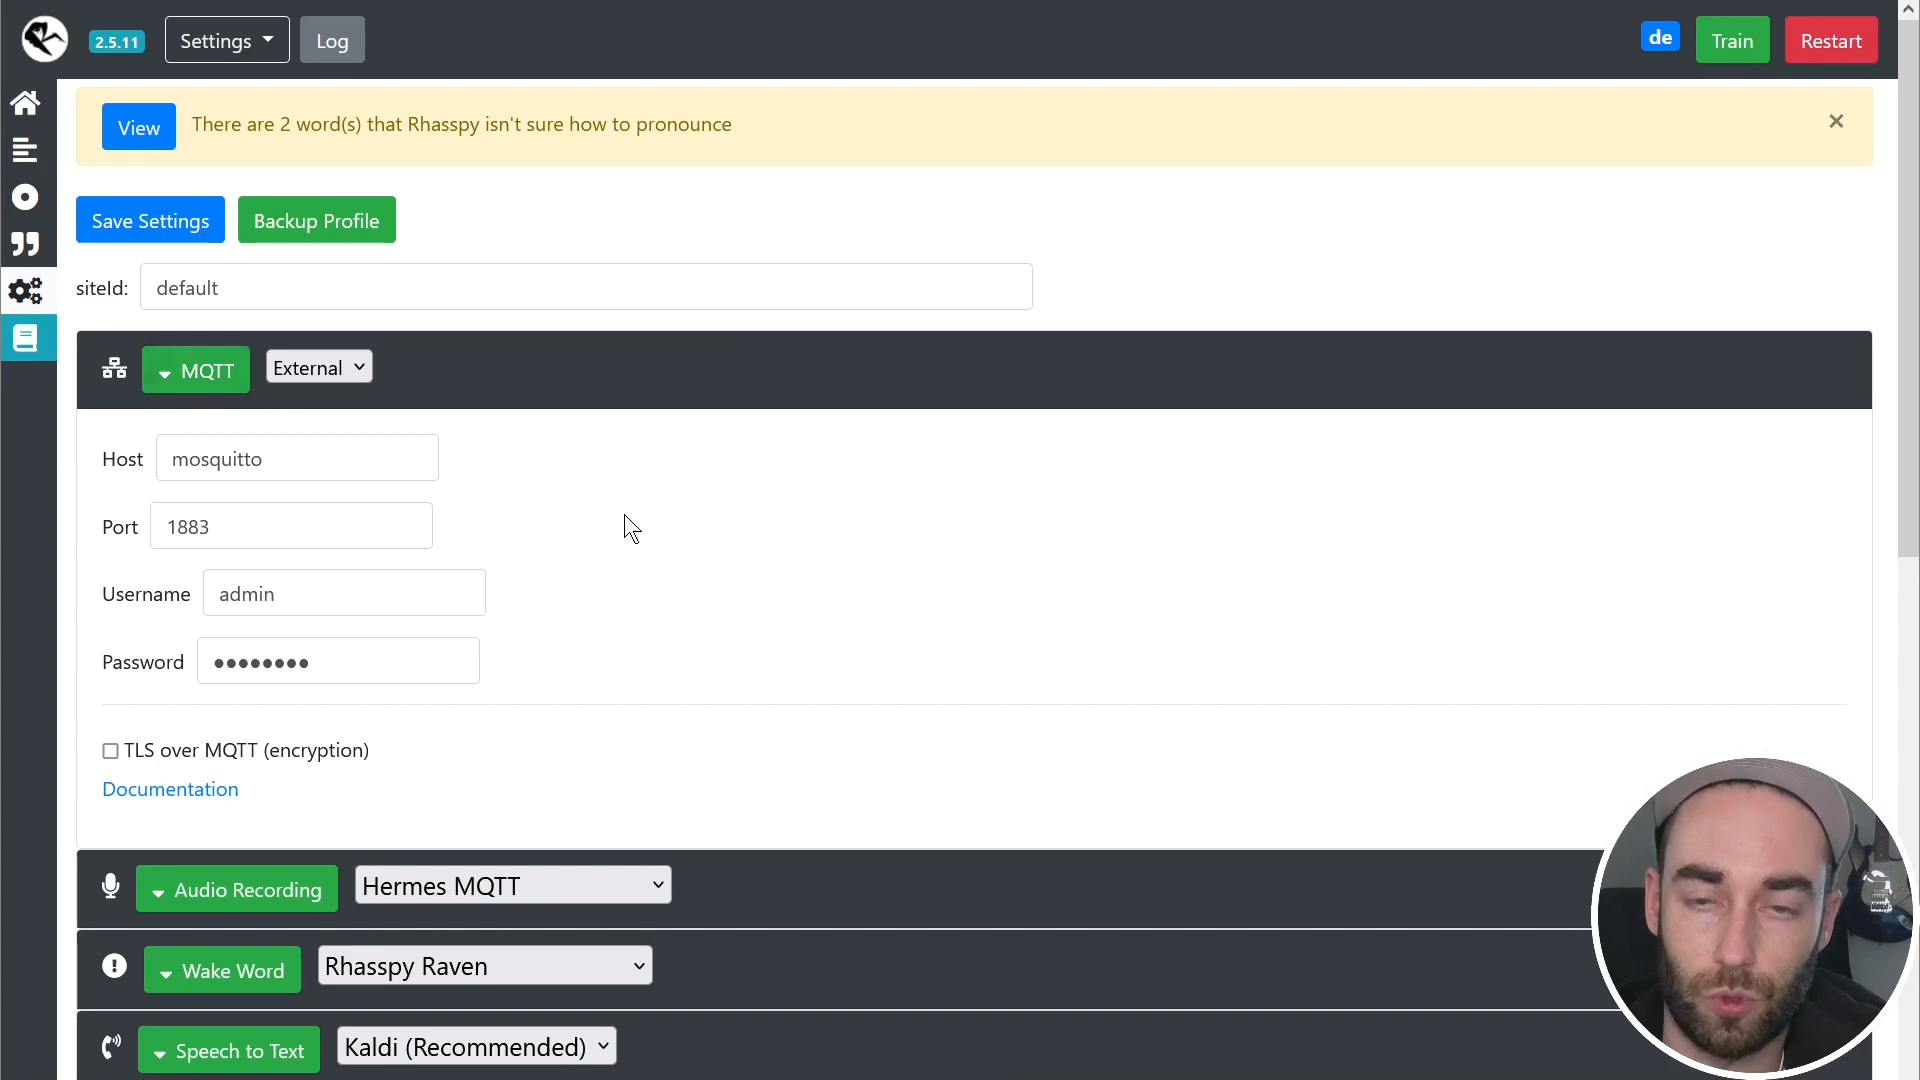 2.5.11 Settings Log de Train Restart
View There are 2 word(s) that Rhasspy isn't sure how to pronounce ×
Save Settings Backup Profile
siteId: default
MQTT External
Host mosquitto
Port 1883
Username admin
Password ●●●●●●●●
TLS over MQTT (encryption)
Documentation
Audio Recording Hermes MQTT
Wake Word Rhasspy Raven
Speech to Text Kaldi (Recommended)